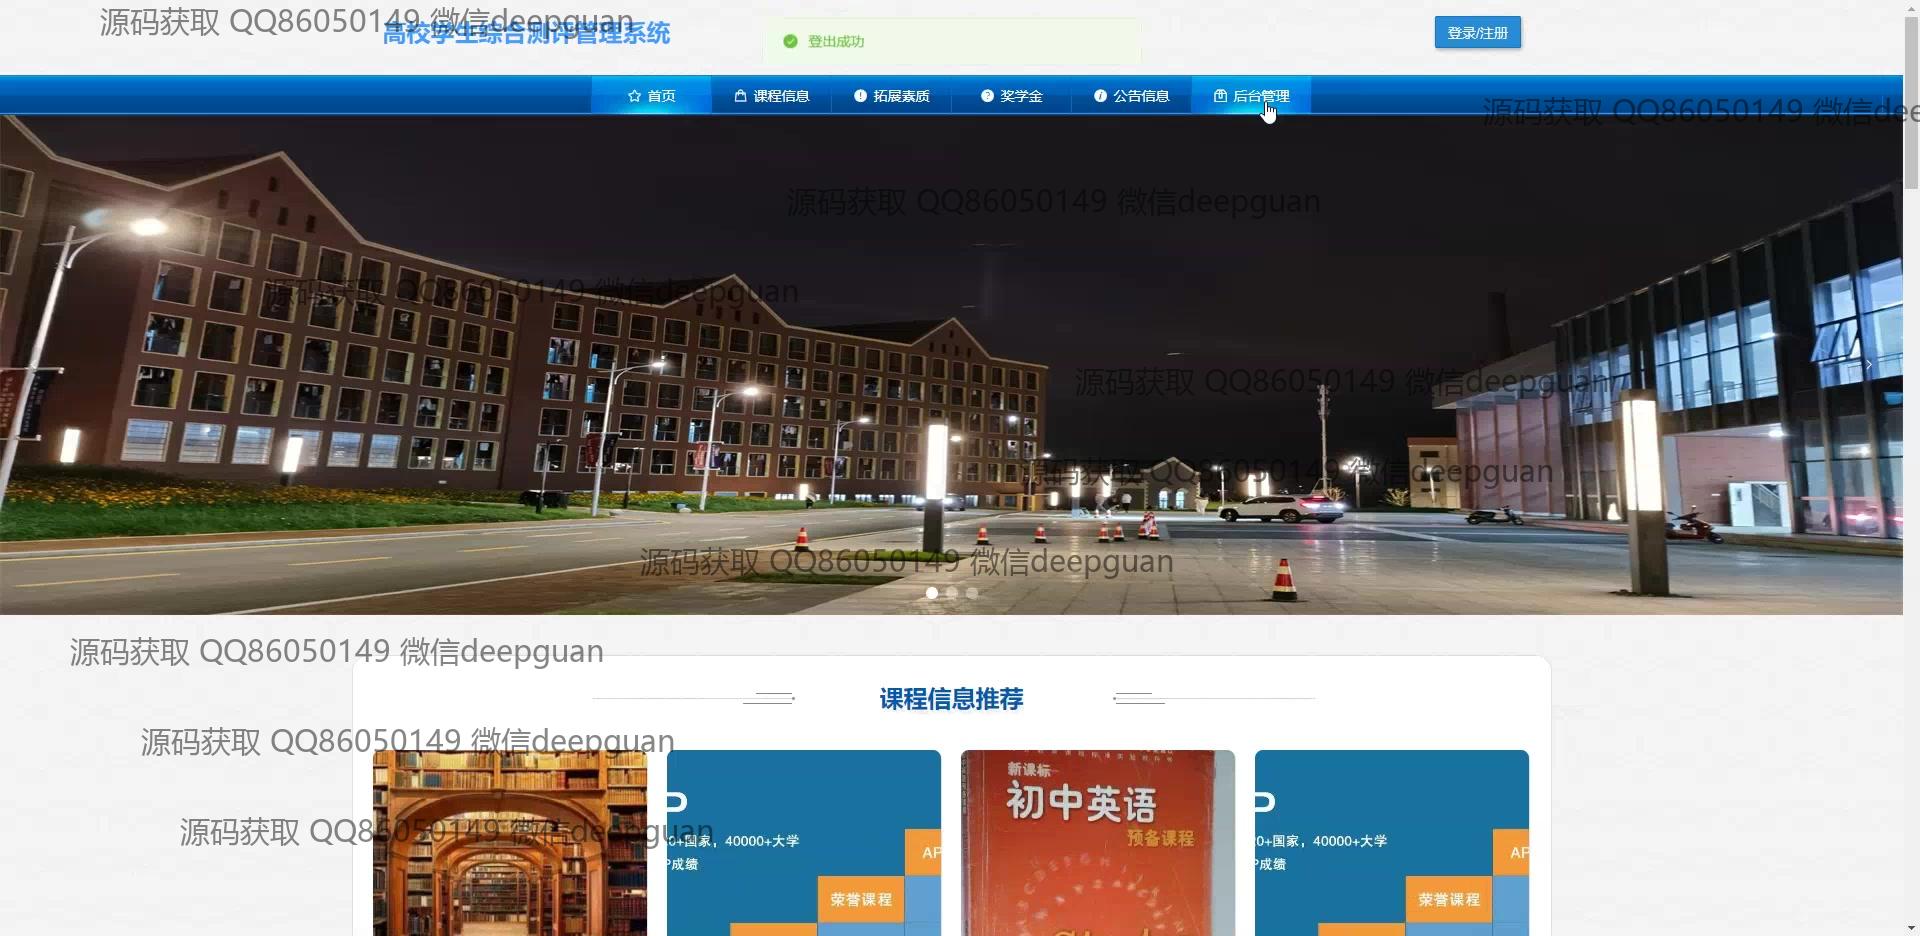 源码获取 QQ86050149 微信deepguan
高校学生综合测评管理系统
登出成功
登录/注册
首页
课程信息
拓展素质
奖学金
公告信息
后台管理
源码获取 QQ86050149 微信dee
源码获取 QQ86050149 微信deepguan
源码获取 QQ86050149 微信deepguan
源码获取 QQ86050149 微信deepguan
源码获取 QQ86050149 微信deepguan
源码获取 QQ86050149 微信deepguan
源码获取 QQ86050149 微信deepguan
课程信息推荐
源码获取 QQ86050149 微信deepguan
源码获取 QQ86050149 微信deepguan
P
0+国家，40000+大学
P成绩
AP
荣誉课程
新课标
初中英语
预备课程
P
20+国家，40000+大学
P成绩
AP
荣誉课程